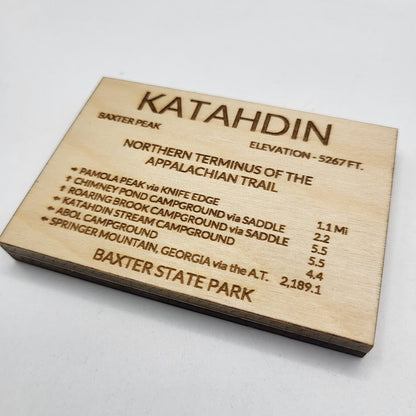 KATAHDIN
BAXTER PEAK ELEVATION - 5267 FT.
NORTHERN TERMINUS OF THE
APPALACHIAN TRAIL
← PAMOLA PEAK via KNIFE EDGE 1.1 Mi
↑ CHIMNEY POND CAMPGROUND via SADDLE 2.2
↑ ROARING BROOK CAMPGROUND via SADDLE 5.5
← KATAHDIN STREAM CAMPGROUND 5.5
← ABOL CAMPGROUND 4.4
← SPRINGER MOUNTAIN, GEORGIA via the A.T. 2,189.1
BAXTER STATE PARK